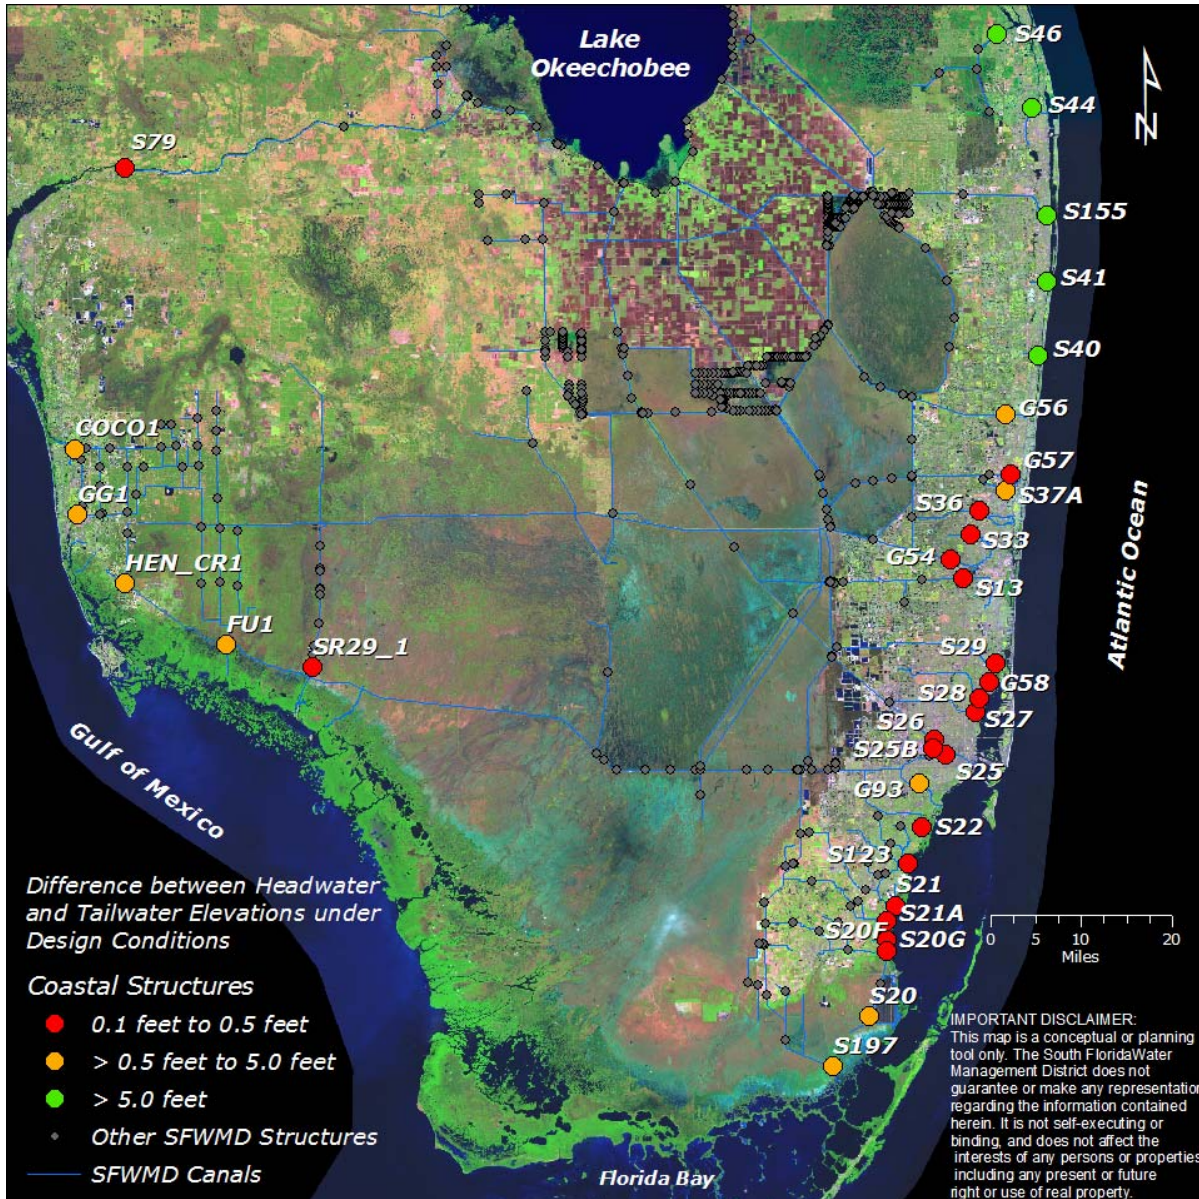 Lake
Okeechobee
S46
N
S44
S79
S155
S41
S40
G56
COCO1
G57
S37A
GG1
S36
S33
G54
HEN_CR1
S13
Atlantic Ocean
FU1
SR29_1
S29
G58
S28
S27
S26
S25B
S25
Gulf of Mexico
G93
S22
S123
S21
S21A
S20F
S20G
S20
S197
0 5 10 20
Miles
Difference between Headwater
and Tailwater Elevations under
Design Conditions
Coastal Structures
0.1 feet to 0.5 feet
> 0.5 feet to 5.0 feet
> 5.0 feet
Other SFWMD Structures
SFWMD Canals
Florida Bay
IMPORTANT DISCLAIMER:
This map is a conceptual or planning
tool only. The South FloridaWater
Management District does not
guarantee or make any representation
regarding the information contained
herein. It is not self-executing or
binding, and does not affect the
interests of any persons or properties
including any present or future
right or use of real property.